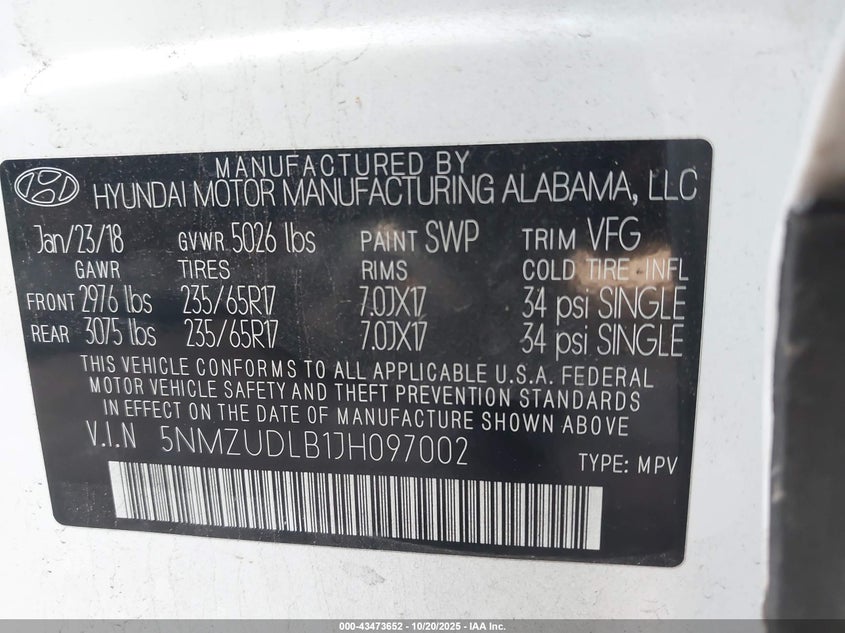 MANUFACTURED BY
HYUNDAI MOTOR MANUFACTURING ALABAMA, LLC
Jan/23/18 GVWR 5026 lbs PAINT SWP TRIM VFG
GAWR TIRES RIMS COLD TIRE INFL
FRONT 2976 lbs 235/65R17 7.0JX17 34 psi SINGLE
REAR 3075 lbs 235/65R17 7.0JX17 34 psi SINGLE
THIS VEHICLE CONFORMS TO ALL APPLICABLE U.S.A. FEDERAL
MOTOR VEHICLE SAFETY AND THEFT PREVENTION STANDARDS
IN EFFECT ON THE DATE OF MANUFACTURE SHOWN ABOVE
V.I.N 5NMZUDLB1JH097002
TYPE: MPV
000-43473652 | 10/20/2025 | IAA Inc.